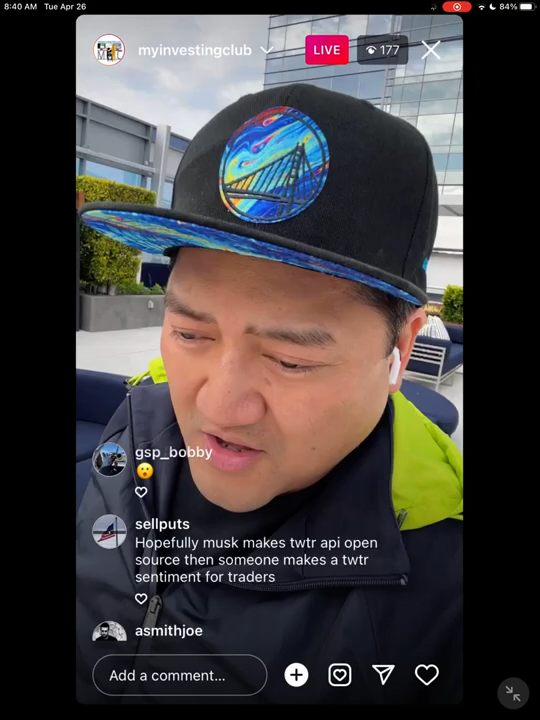 8:40 AM Tue Apr 26
84%
myinvestingclub
LIVE
177
gsp_bobby
sellputs
Hopefully musk makes twtr api open
source then someone makes a twtr
sentiment for traders
asmithjoe
Add a comment...